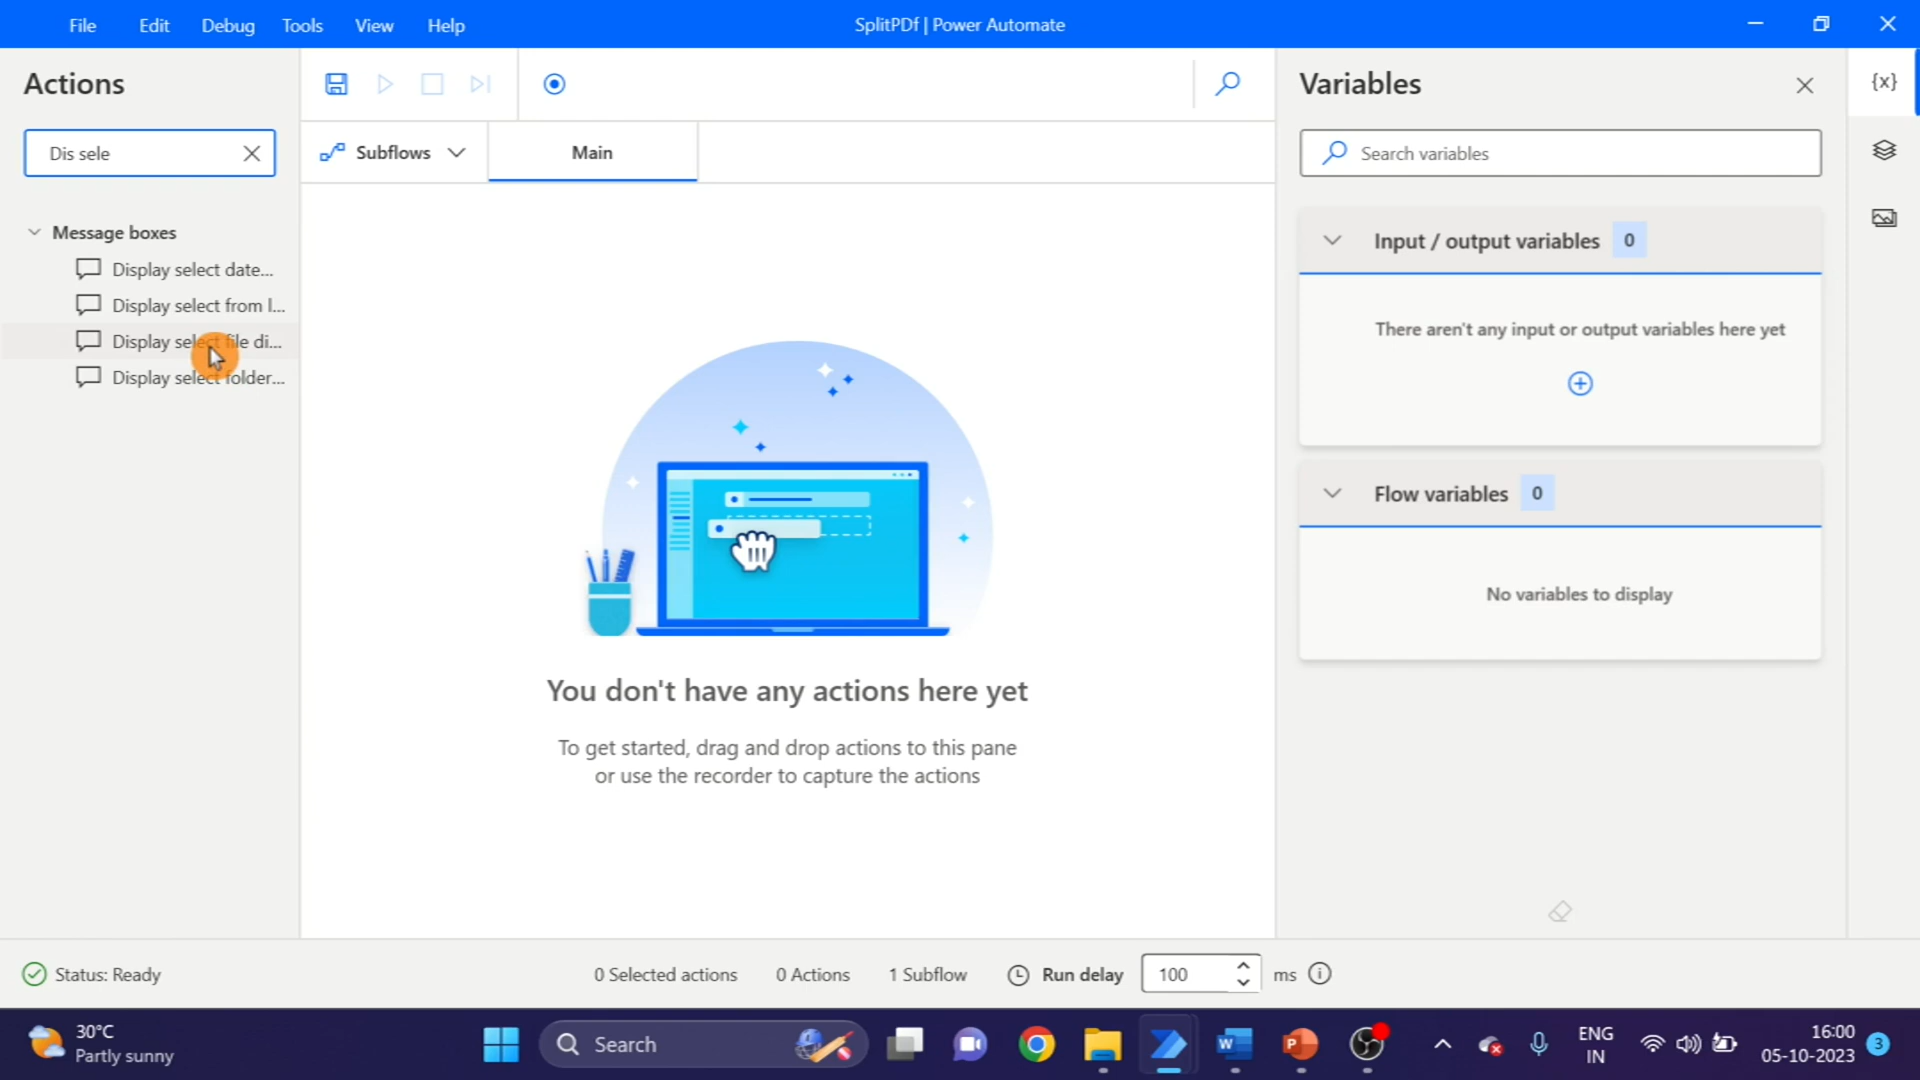 File Edit Debug Tools View Help
SplitPDf | Power Automate
Actions
Dis sele
Message boxes
Display select date...
Display select from l...
Display select file di...
Display select folder...
Subflows
Main
You don't have any actions here yet
To get started, drag and drop actions to this pane
or use the recorder to capture the actions
Variables
{x}
Search variables
Input / output variables 0
There aren't any input or output variables here yet
Flow variables 0
No variables to display
Status: Ready
0 Selected actions 0 Actions 1 Subflow Run delay 100 ms
30°C
Partly sunny
Search
ENG
IN
16:00
05-10-2023
3